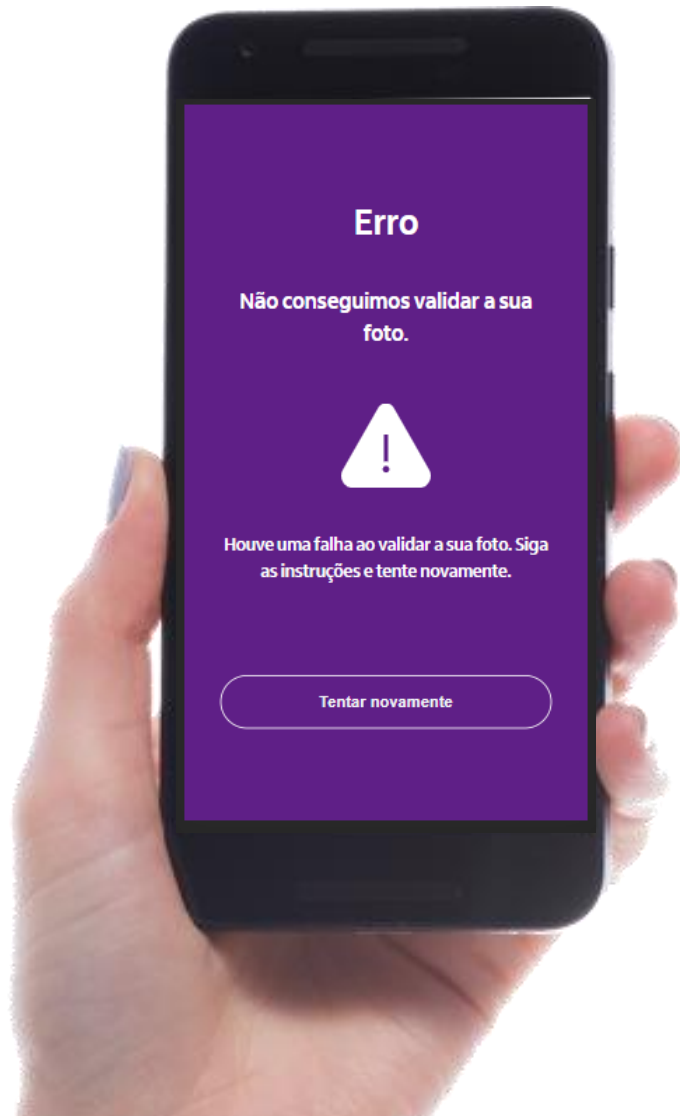 Erro
Não conseguimos validar a sua
foto.
!
Houve uma falha ao validar a sua foto. Siga
as instruções e tente novamente.
Tentar novamente